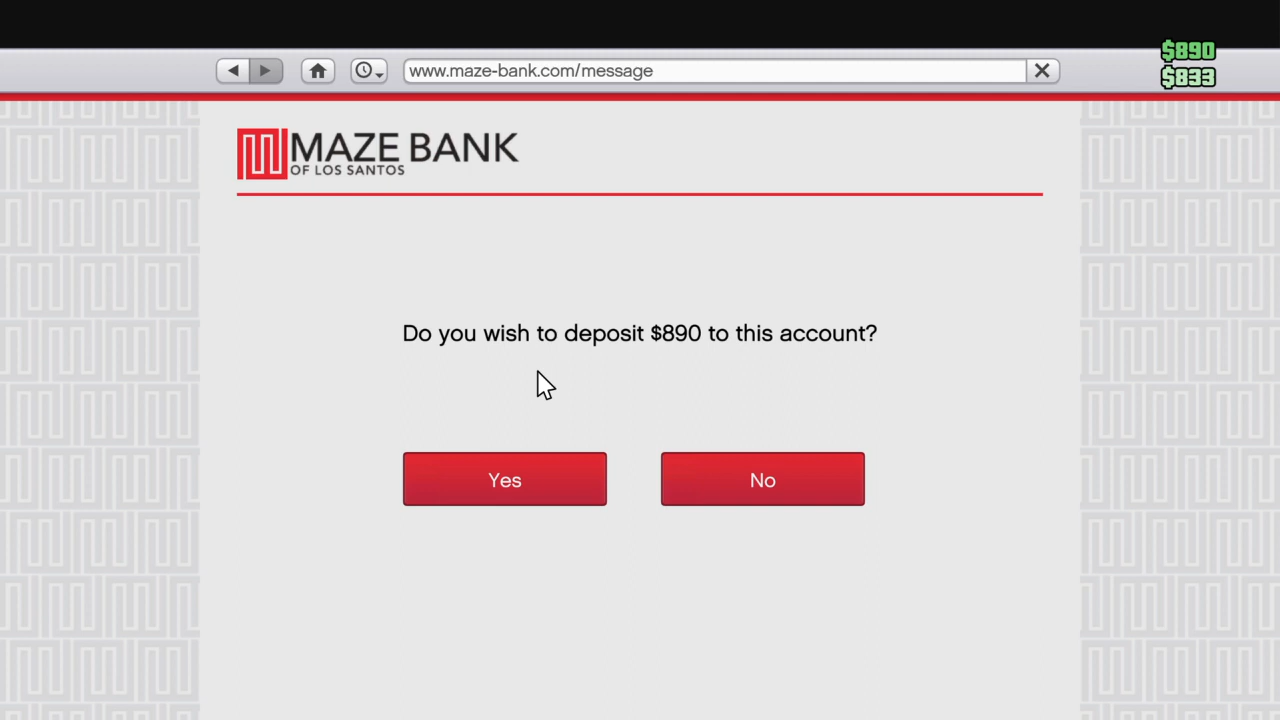 $890
www.maze-bank.com/message
$833
MAZE BANK
OF LOS SANTOS
Do you wish to deposit $890 to this account?
Yes
No